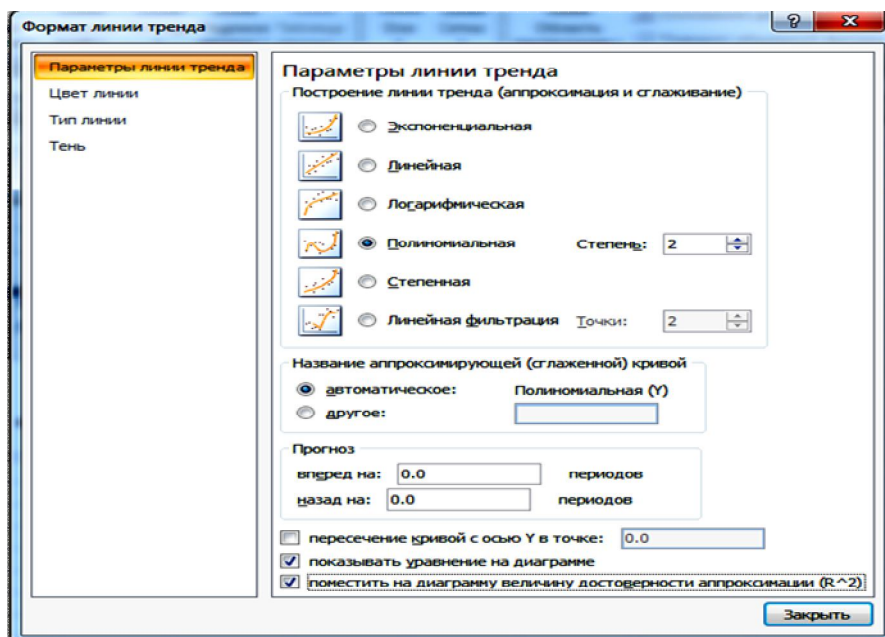 Формат линии тренда
Параметры линии тренда
Цвет линии
Тип линии
Тень
Параметры линии тренда
Построение линии тренда (аппроксимация и сглаживание)
Экспоненциальная
Линейная
Логарифмическая
Полиномиальная Степень: 2
Степенная
Линейная фильтрация Точки: 2
Название аппроксимирующей (сглаженной) кривой
автоматическое: Полиномиальная (Y)
другое:
Прогноз
вперед на: 0.0 периодов
назад на: 0.0 периодов
пересечение кривой с осью Y в точке: 0.0
показывать уравнение на диаграмме
поместить на диаграмму величину достоверности аппроксимации (R^2)
Закрыть